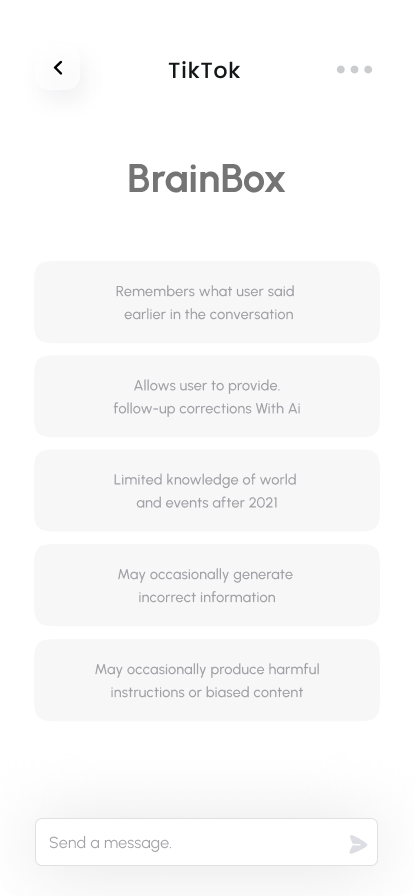 TikTok
BrainBox
Remembers what user said
earlier in the conversation
Allows user to provide.
follow-up corrections With Ai
Limited knowledge of world
and events after 2021
May occasionally generate
incorrect information
May occasionally produce harmful
instructions or biased content
Send a message.